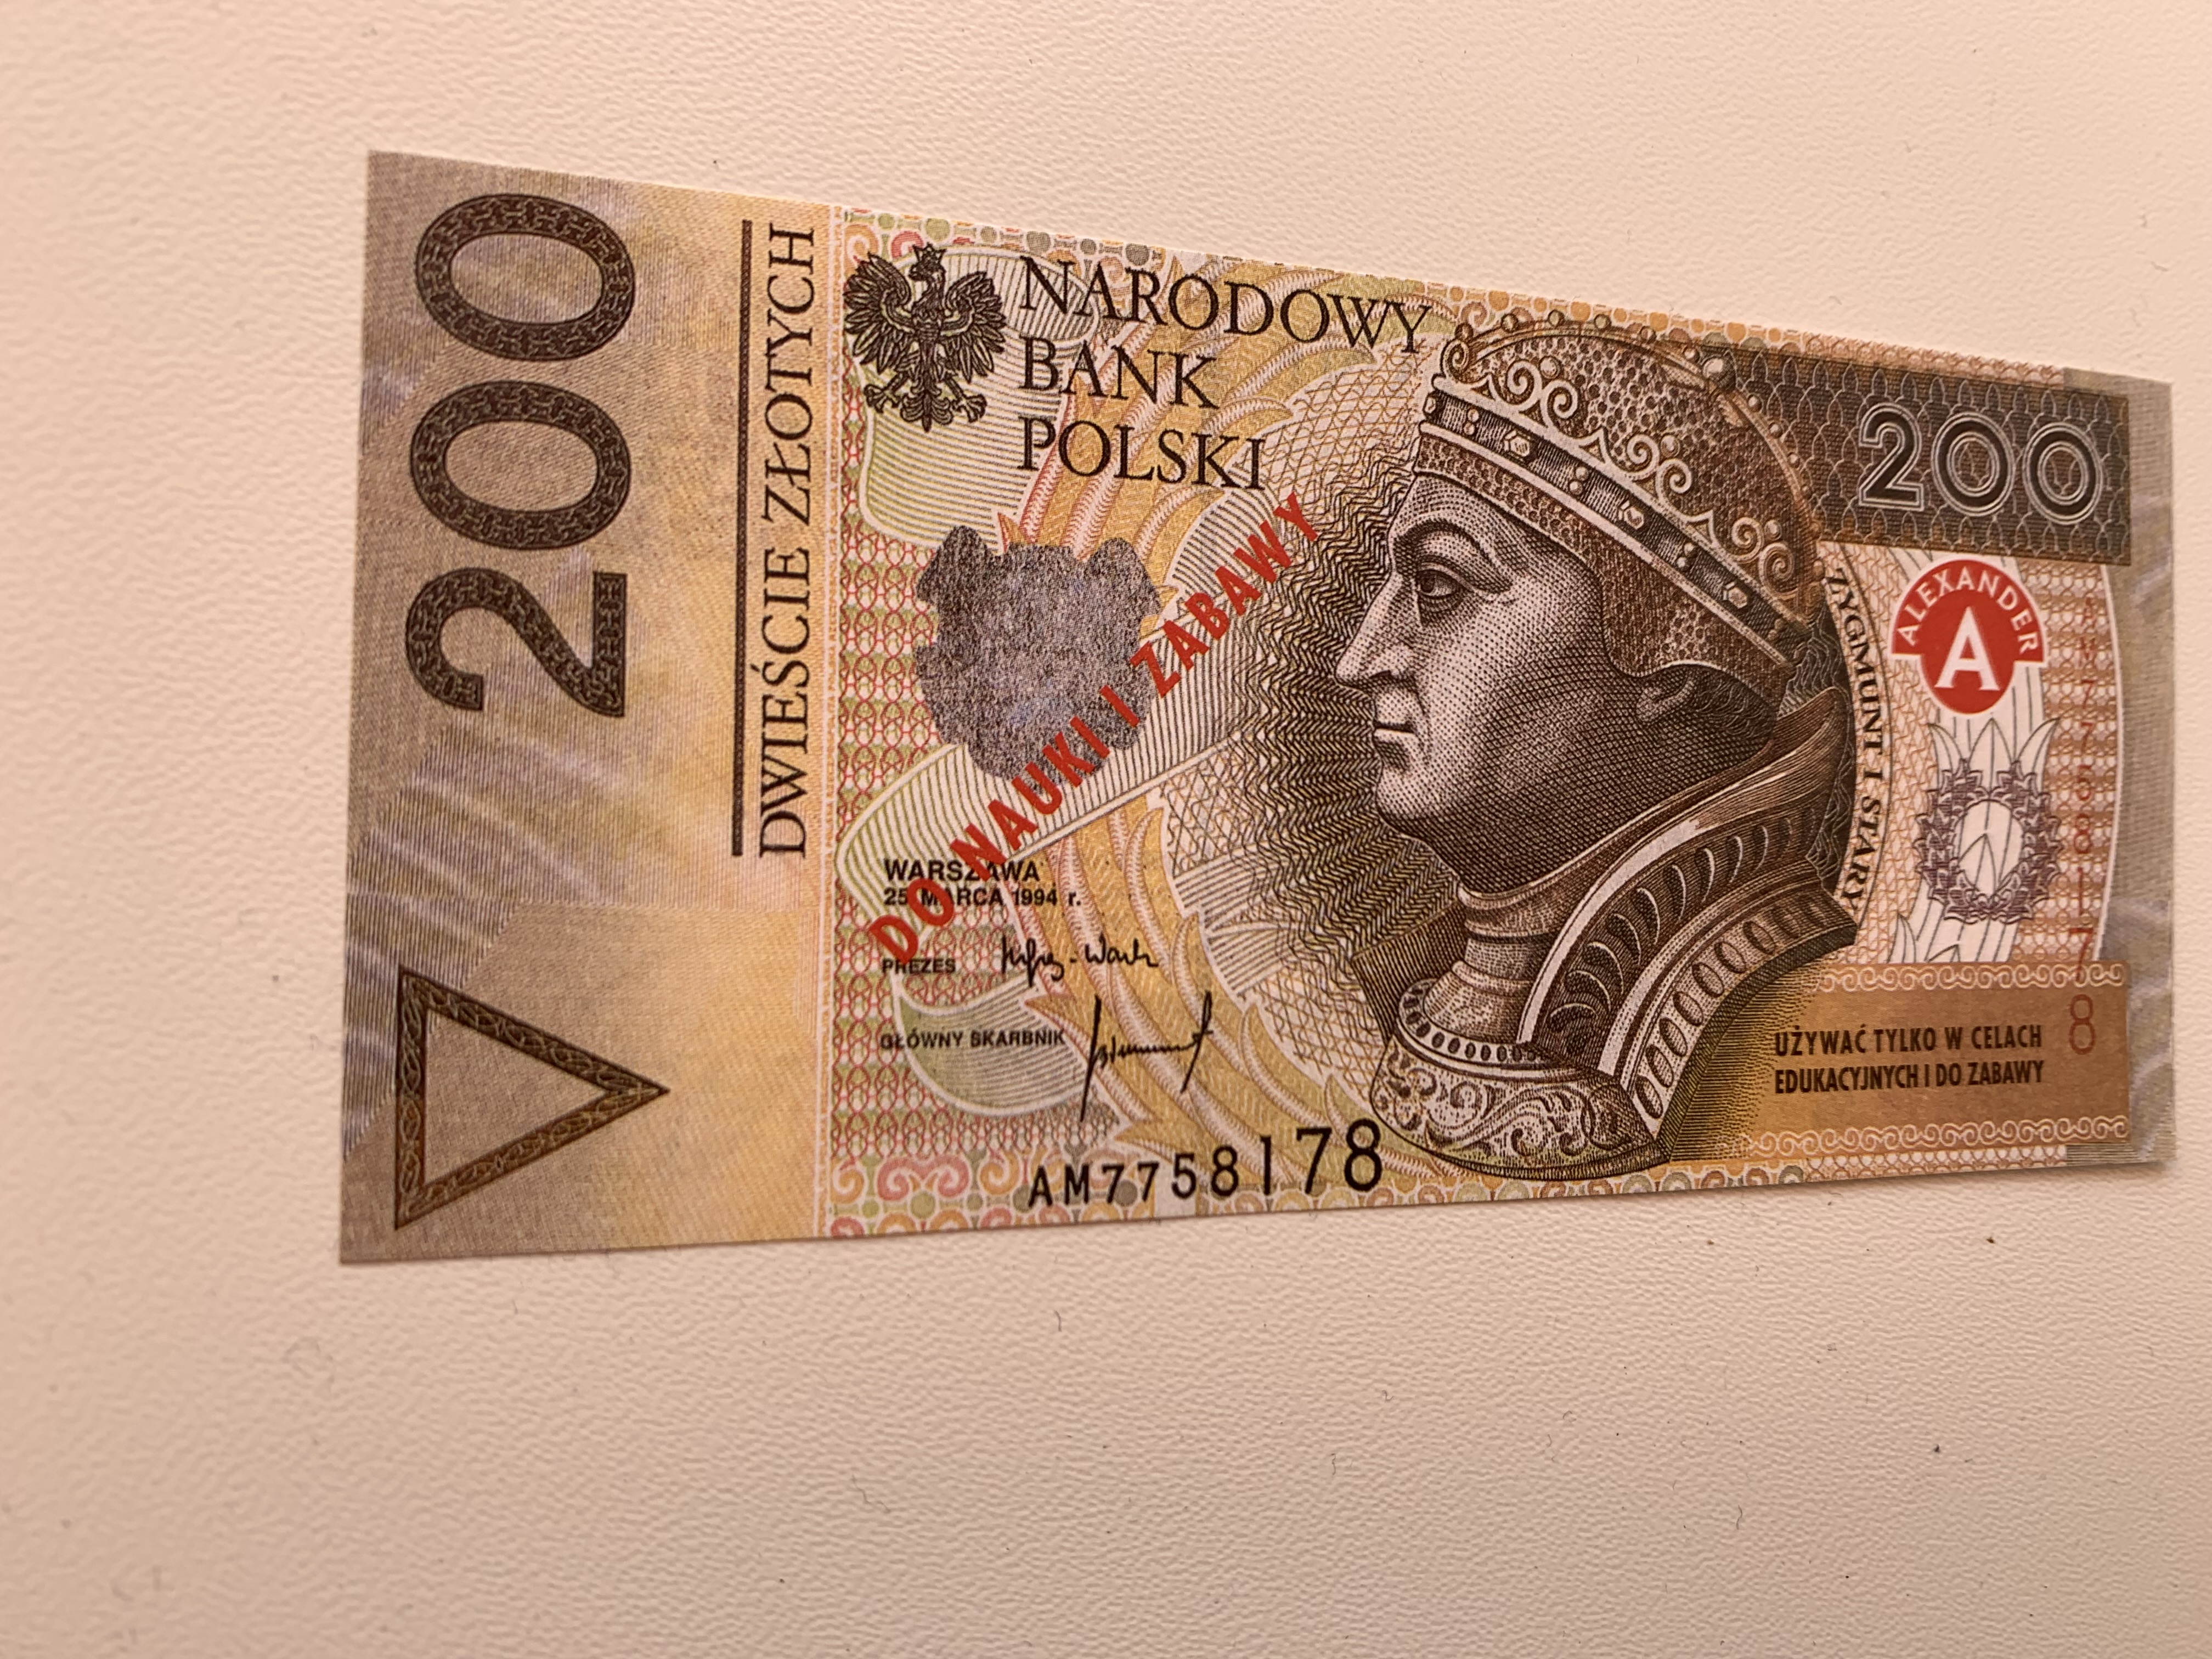 200
DWIEŚCIE ZŁOTYCH
NARODOWY
BANK
POLSKI
WARSZAWA
25 MARCA 1994 r.
PREZES
GŁÓWNY SKARBNIK
DO NAUKI I ZABAWY
AM7758178
ZYGMUNT I STARY
200
ALEXANDER
A
UŻYWAĆ TYLKO W CELACH
EDUKACYJNYCH I DO ZABAWY
AM7758178